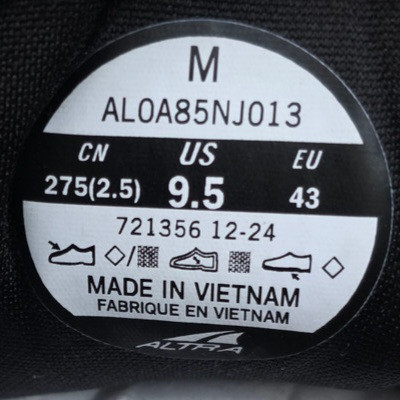 M
AL0A85NJ013
CN US EU
275(2.5) 9.5 43
721356 12-24
MADE IN VIETNAM
FABRIQUE EN VIETNAM
ALTRA